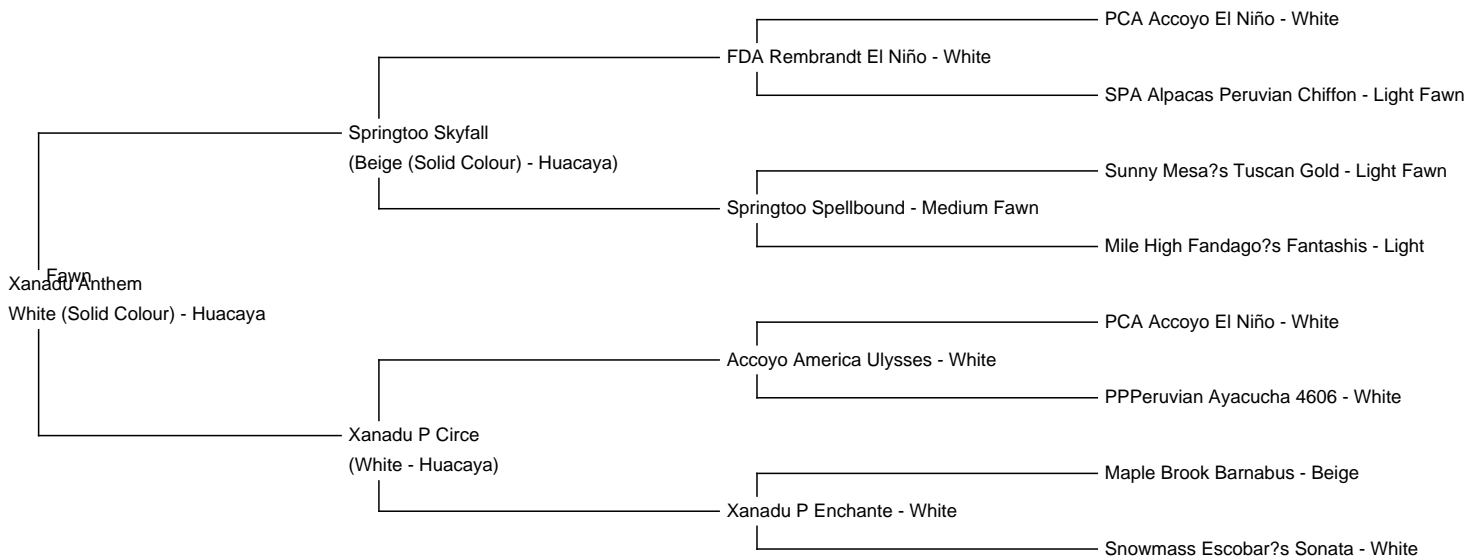 PCA Accoyo El Niño - White
FDA Rembrandt El Niño - White
SPA Alpacas Peruvian Chiffon - Light Fawn
Springtoo Skyfall
(Beige (Solid Colour) - Huacaya)
Sunny Mesa?s Tuscan Gold - Light Fawn
Springtoo Spellbound - Medium Fawn
Mile High Fandago?s Fantashis - Light
Fawn
Xanadu Anthem
White (Solid Colour) - Huacaya
PCA Accoyo El Niño - White
Accoyo America Ulysses - White
PPPeruvian Ayacucha 4606 - White
Xanadu P Circe
(White - Huacaya)
Maple Brook Barnabus - Beige
Xanadu P Enchante - White
Snowmass Escobar?s Sonata - White